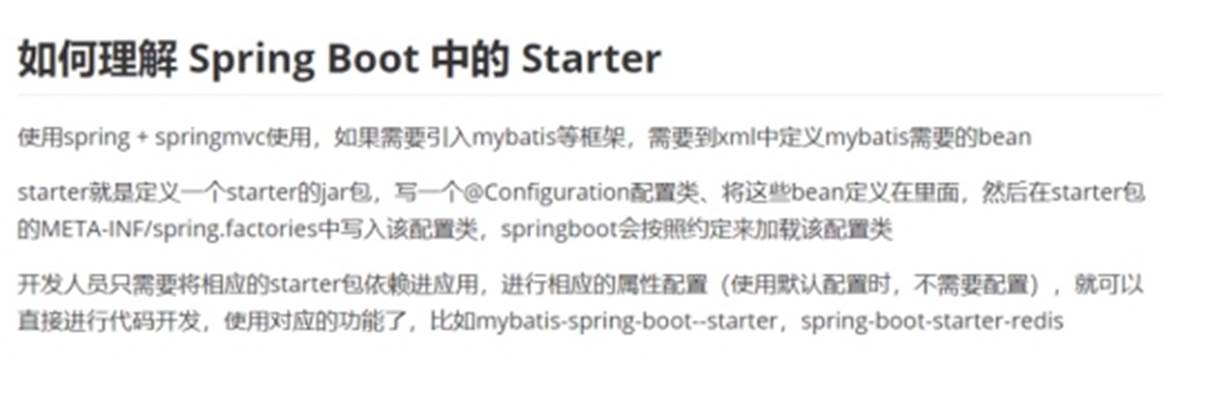 如何理解 Spring Boot 中的 Starter
使用spring + springmvc使用，如果需要引入mybatis等框架，需要到xml中定义mybatis需要的bean
starter就是定义一个starter的jar包，写一个@Configuration配置类、将这些bean定义在里面，然后在starter包
的META-INF/spring.factories中写入该配置类，springboot会按照约定来加载该配置类
开发人员只需要将相应的starter包依赖进应用，进行相应的属性配置（使用默认配置时，不需要配置），就可以
直接进行代码开发，使用对应的功能了，比如mybatis-spring-boot--starter，spring-boot-starter-redis